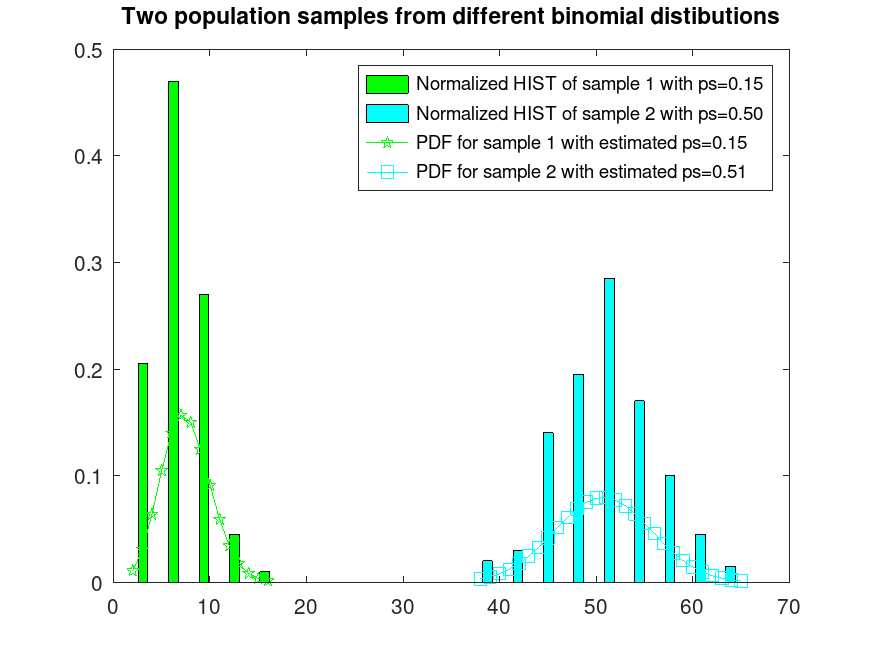 Two population samples from different binomial distibutions
0.5
0.4
0.3
0.2
0.1
0
Normalized HIST of sample 1 with ps=0.15
Normalized HIST of sample 2 with ps=0.50
PDF for sample 1 with estimated ps=0.15
PDF for sample 2 with estimated ps=0.51
0 10 20 30 40 50 60 70